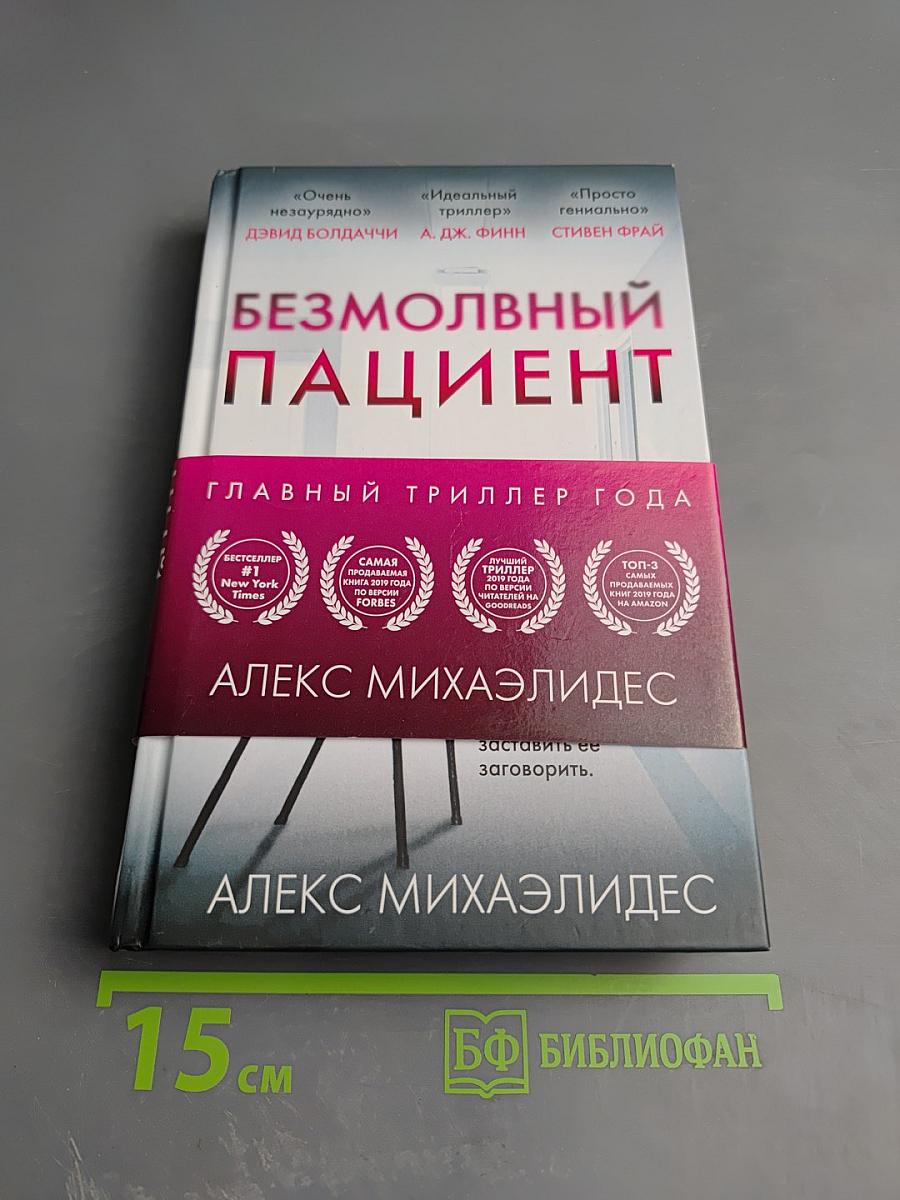 «Очень незаурядно»
ДЭВИД БОЛДАЧЧИ
«Идеальный триллер»
А. ДЖ. ФИНН
«Просто гениально»
СТИВЕН ФРАЙ
БЕЗМОЛВНЫЙ
ПАЦИЕНТ
ГЛАВНЫЙ ТРИЛЛЕР ГОДА
БЕСТСЕЛЛЕР
#1
New York
Times
САМАЯ
ПРОДАВАЕМАЯ
КНИГА 2019 ГОДА
ПО ВЕРСИИ
FORBES
ЛУЧШИЙ
ТРИЛЛЕР
2019 ГОДА
ПО ВЕРСИИ
ЧИТАТЕЛЕЙ НА
GOODREADS
ТОП-3
САМЫХ
ПРОДАВАЕМЫХ
КНИГ 2019 ГОДА
НА AMAZON
АЛЕКС МИХАЭЛИДЕС
заставить ее
заговорить.
АЛЕКС МИХАЭЛИДЕС
15 см
БФ БИБЛИОФАН